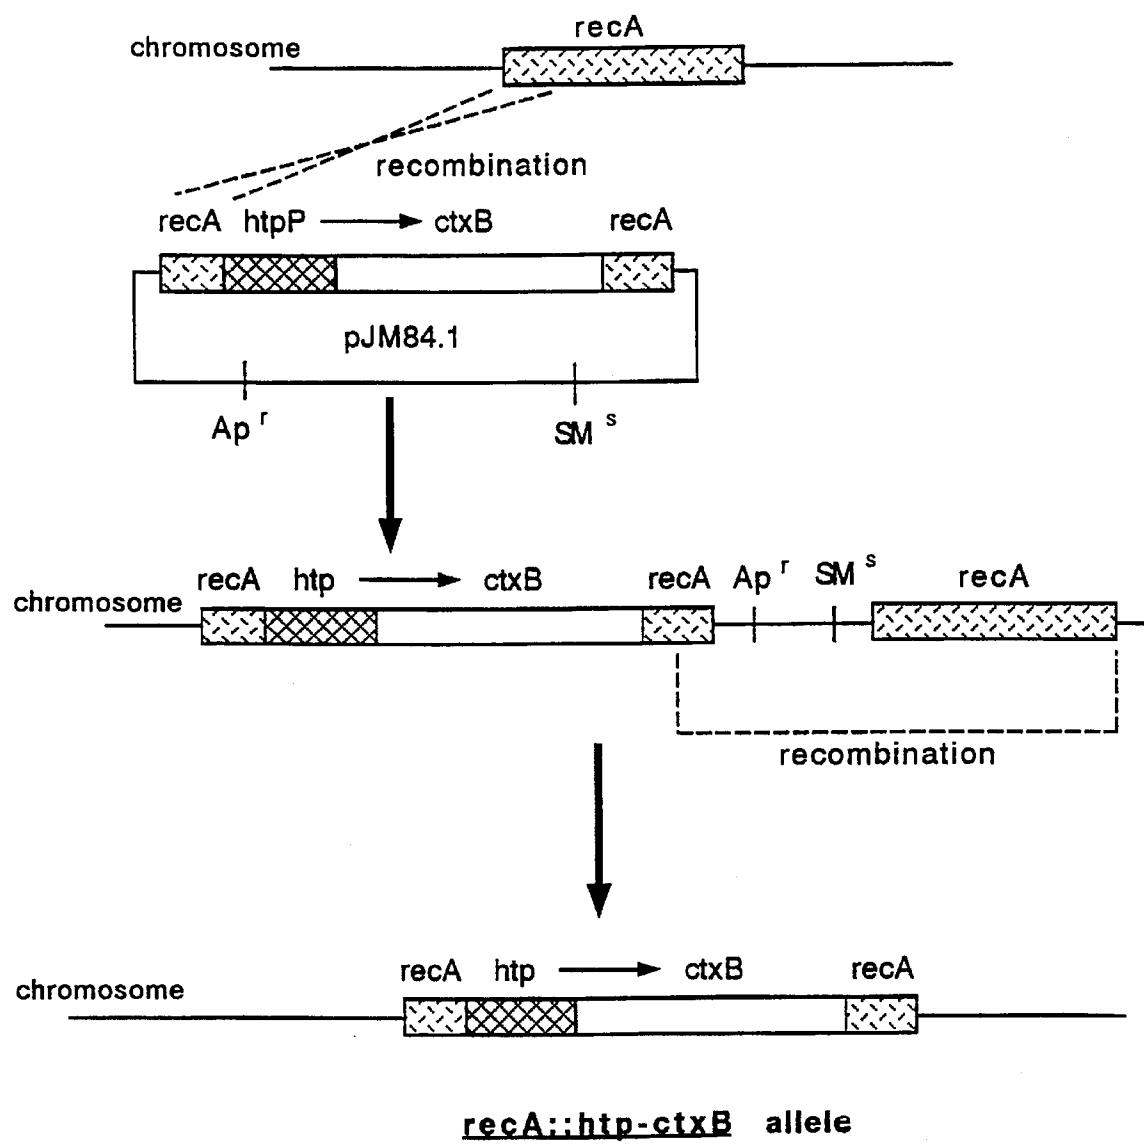 recA
chromosome
recombination
recA htpP ctxB recA
pJM84.1
Ap r SM s
recA htp ctxB recA Ap r SM s recA
chromosome
recombination
recA htp ctxB recA
chromosome
recA::htp-ctxB allele